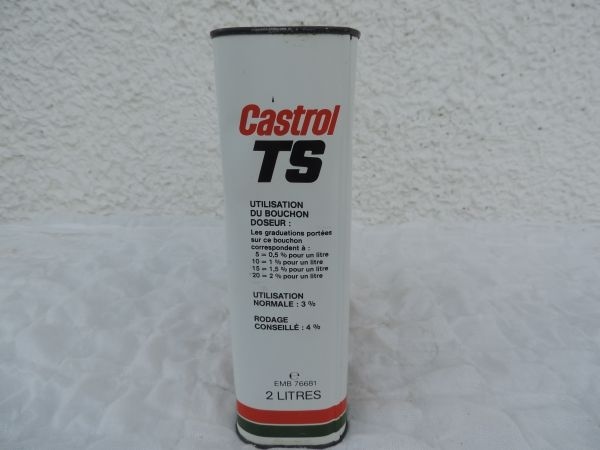 Castrol
TS
UTILISATION
DU BOUCHON
DOSEUR :
Les graduations portées
sur ce bouchon
correspondent à :
5 = 0,5 % pour un litre
10 = 1 % pour un litre
15 = 1,5 % pour un litre
20 = 2 % pour un litre
UTILISATION
NORMALE : 3 %
RODAGE
CONSEILLÉ : 4 %
℮
EMB 76681
2 LITRES